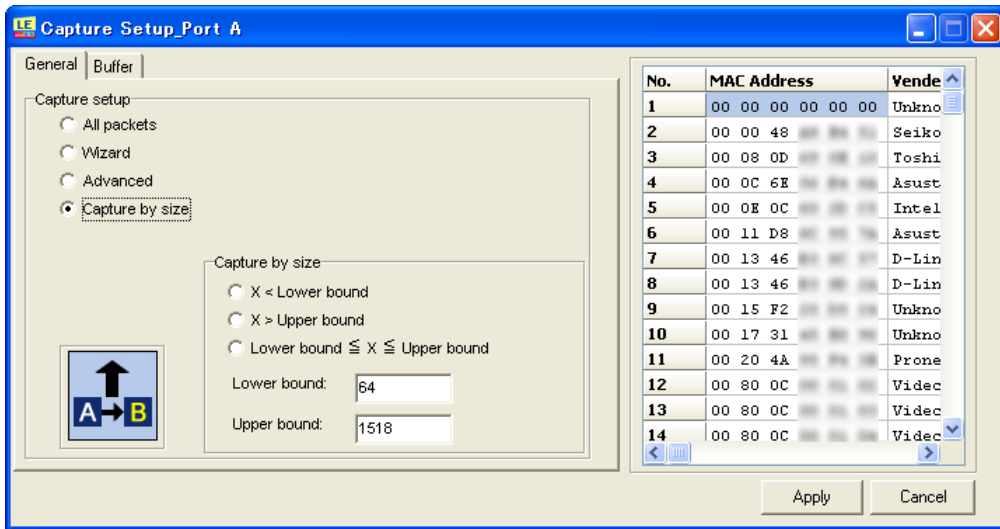 LE Capture Setup_Port A
General Buffer
Capture setup
All packets
Wizard
Advanced
Capture by size
Capture by size
X < Lower bound
X > Upper bound
Lower bound ≦ X ≦ Upper bound
Lower bound: 64
Upper bound: 1518
A B
No. MAC Address Vende
1 00 00 00 00 00 00 Unkno
2 00 00 48 Seiko
3 00 08 0D Toshi
4 00 0C 6E Asust
5 00 0E 0C Intel
6 00 11 D8 Asust
7 00 13 46 D-Lin
8 00 13 46 D-Lin
9 00 15 F2 Unkno
10 00 17 31 Unkno
11 00 20 4A Prone
12 00 80 0C Videc
13 00 80 0C Videc
14 00 80 0C Videc
Apply Cancel